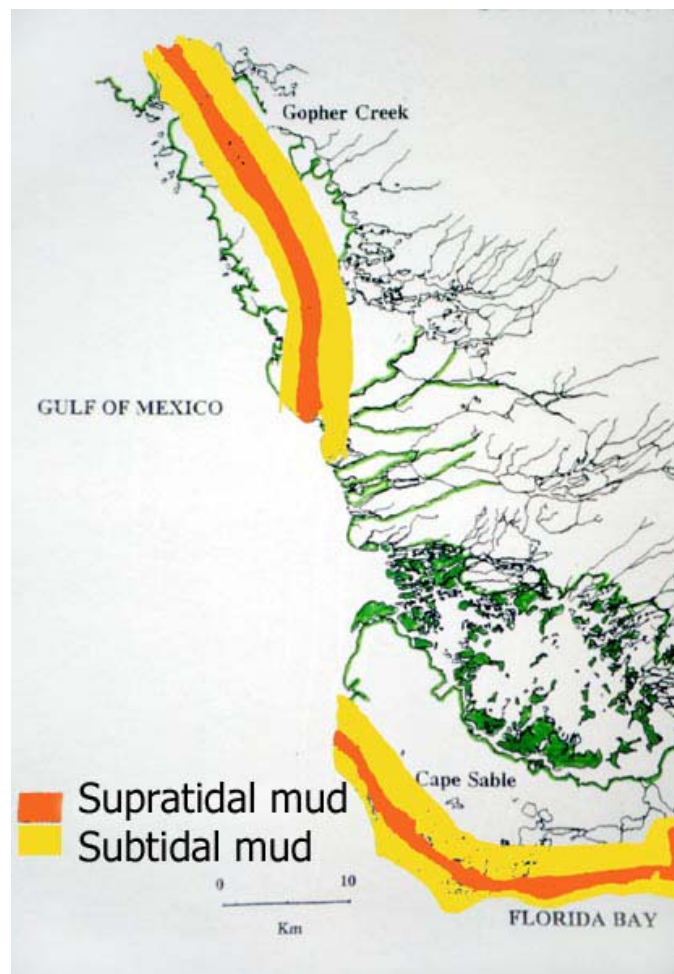 Gopher Creek
GULF OF MEXICO
Cape Sable
Supratidal mud
Subtidal mud
0 10
Km
FLORIDA BAY